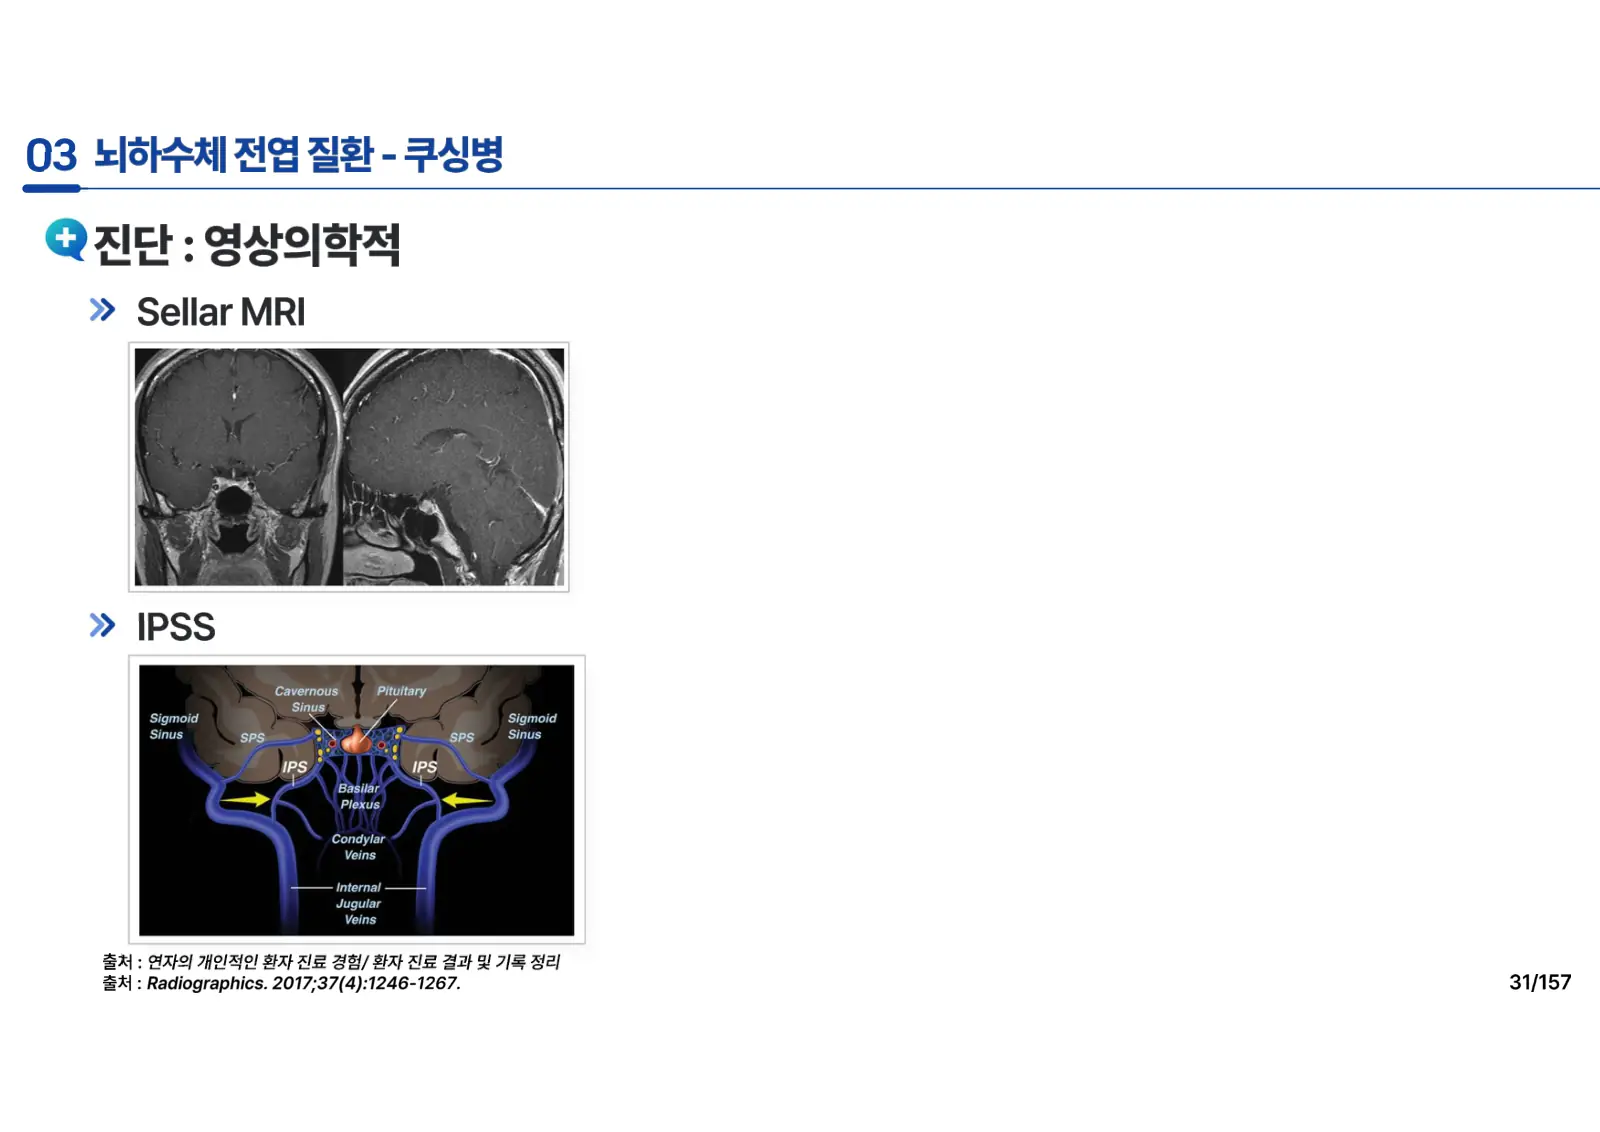 03 뇌하수체 전엽 질환 - 쿠싱병
진단 : 영상의학적
Sellar MRI
IPSS
Cavernous
Sinus
Pituitary
Sigmoid
Sinus
Sigmoid
Sinus
SPS
SPS
IPS
IPS
Basilar
Plexus
Condylar
Veins
Internal
Jugular
Veins
출처 : 연자의 개인적인 환자 진료 경험/ 환자 진료 결과 및 기록 정리
출처 : Radiographics. 2017;37(4):1246-1267.
31/157